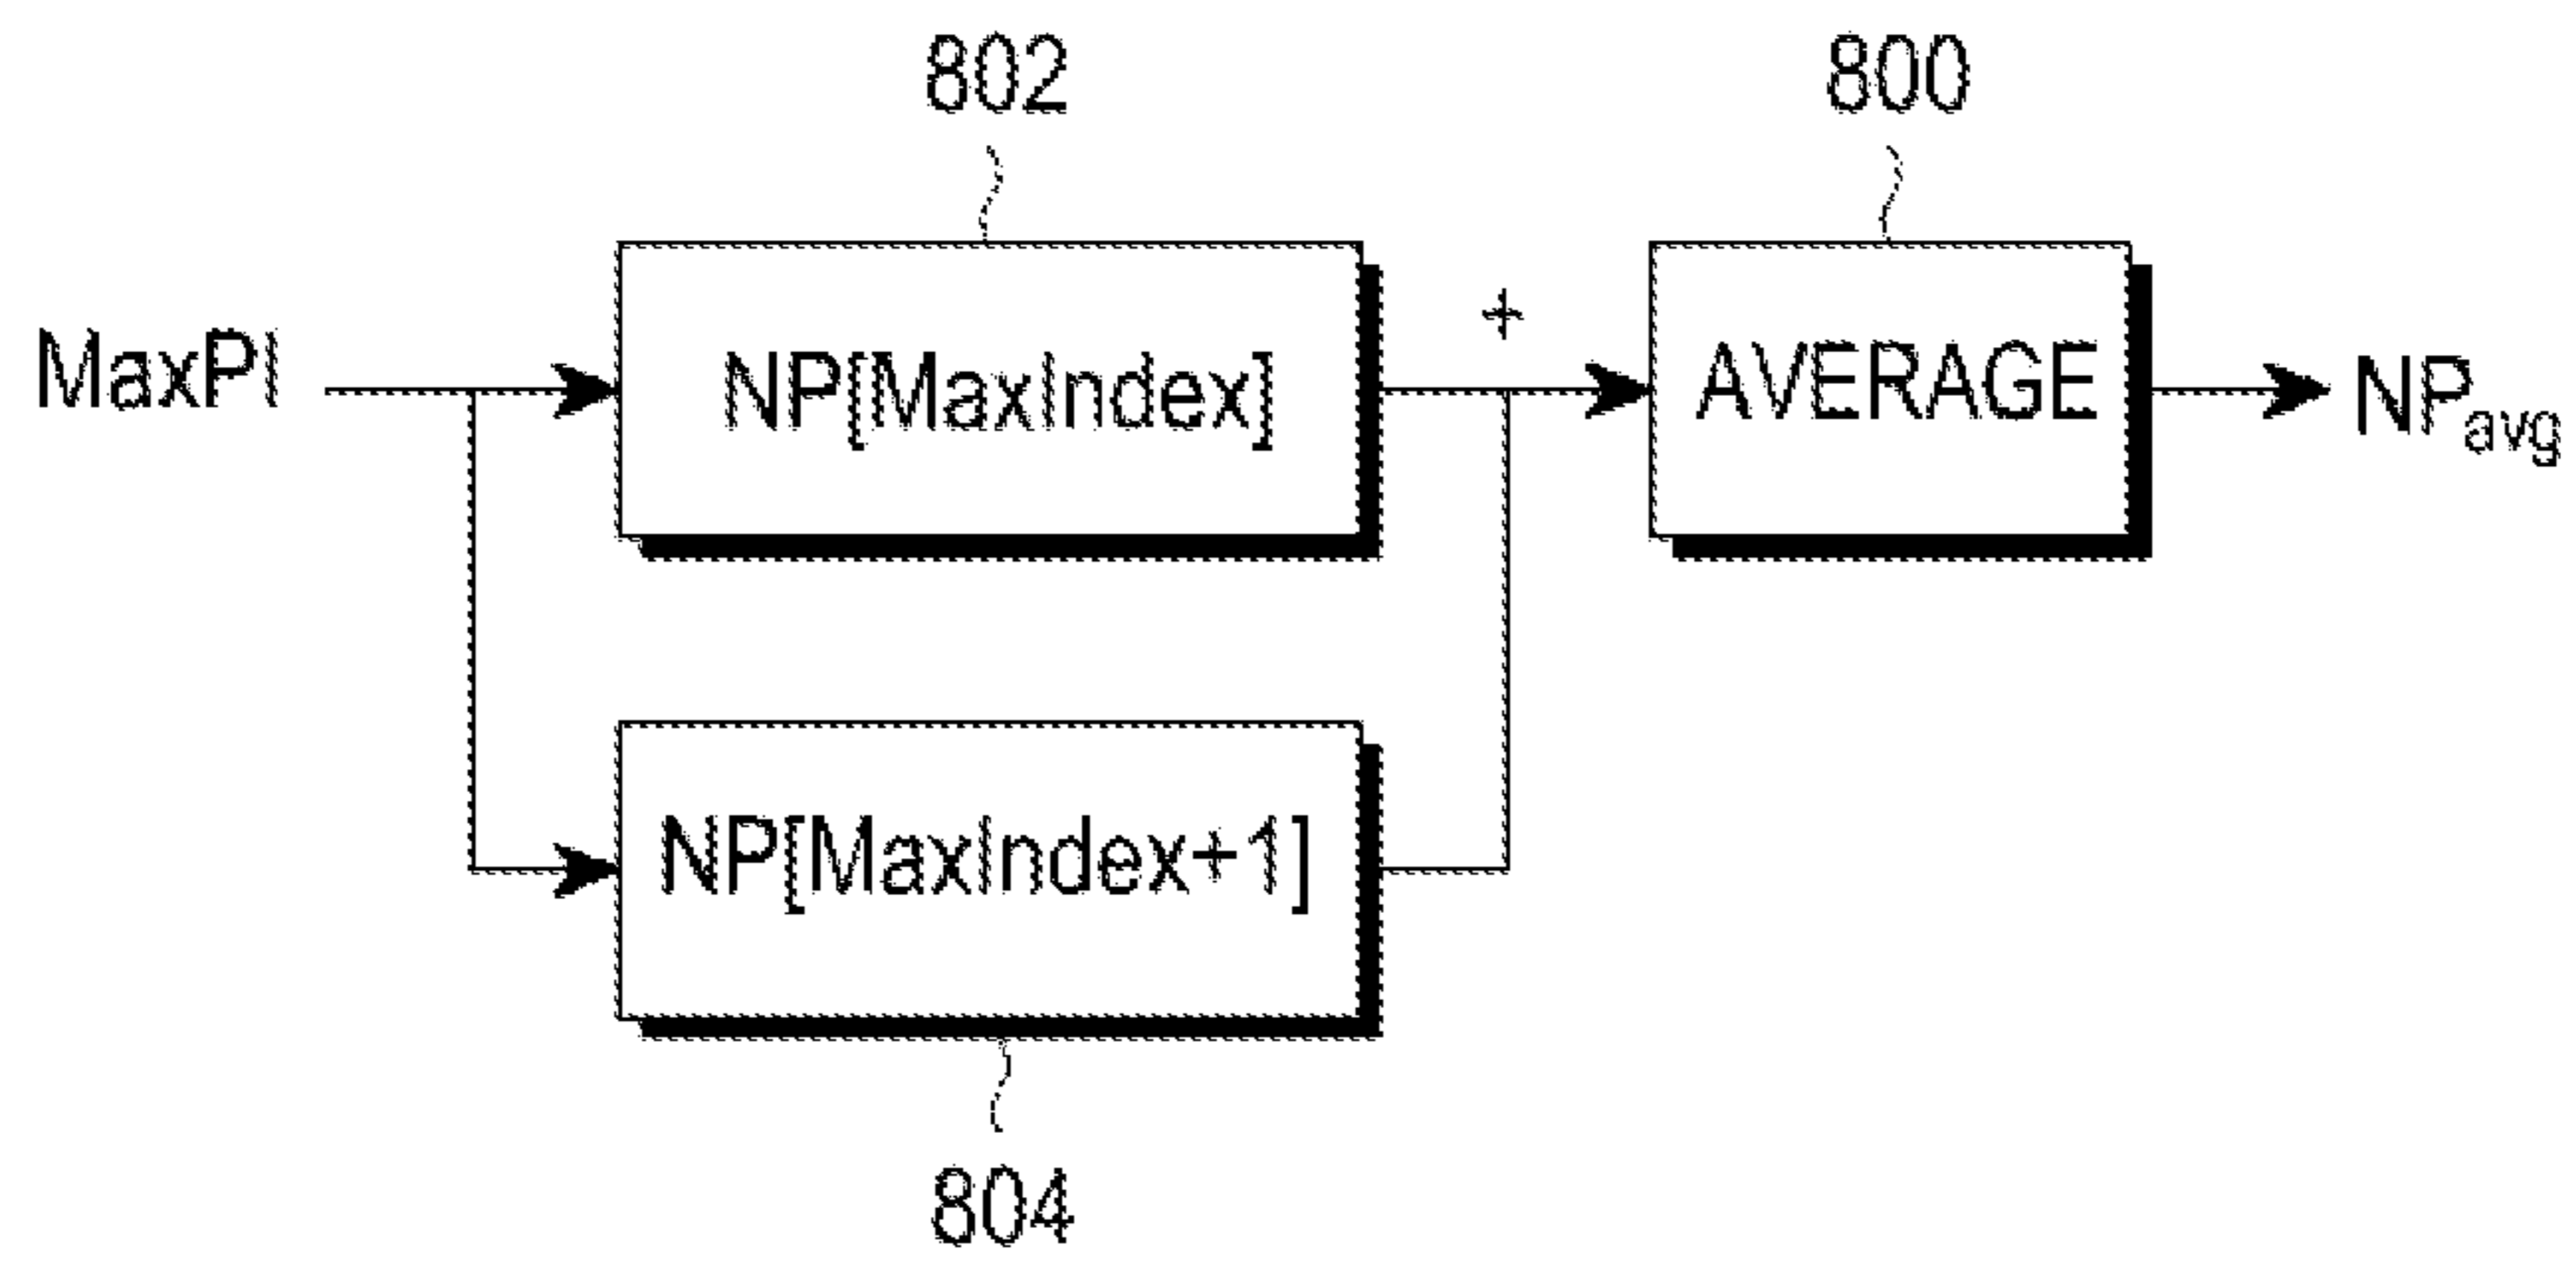 802
800
MaxPI
NP[MaxIndex]
+
AVERAGE
NPavg
NP[MaxIndex+1]
804